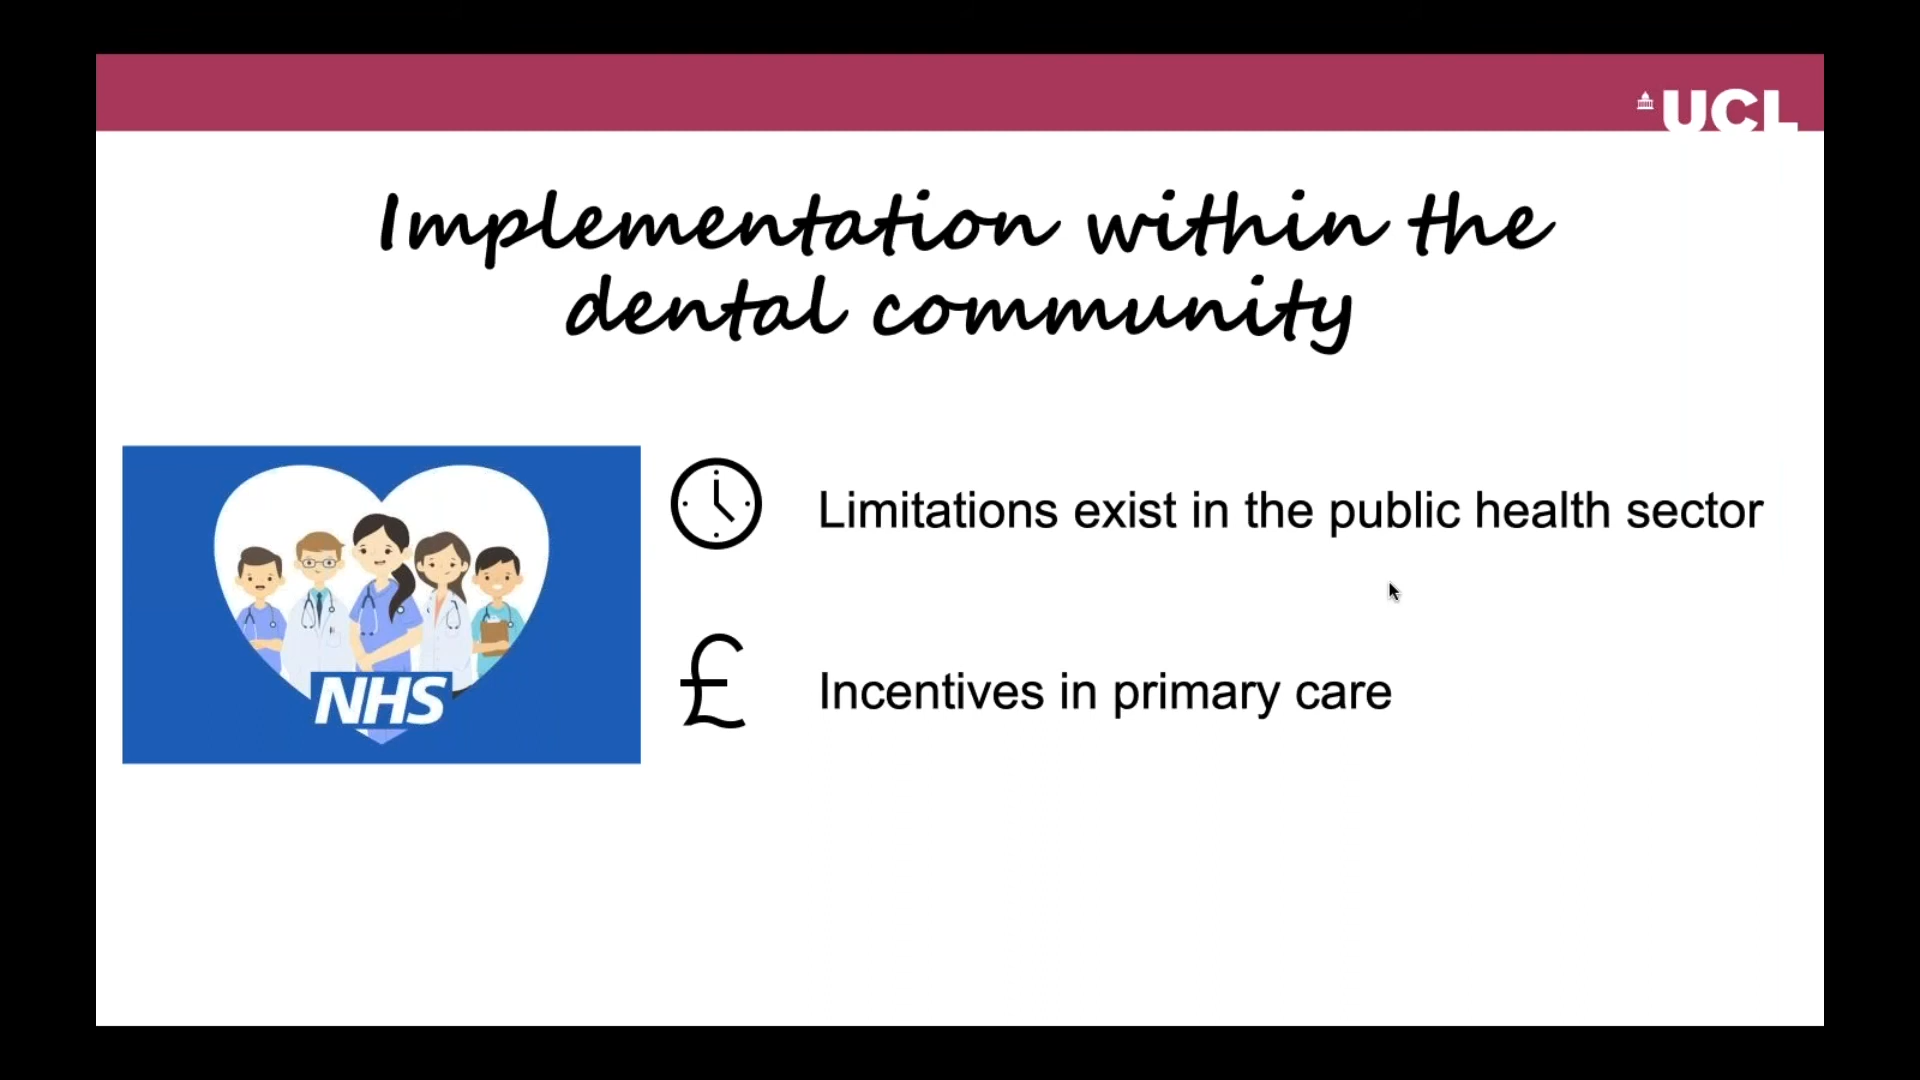 UCL
Implementation within the
dental community
Limitations exist in the public health sector
£
Incentives in primary care
NHS